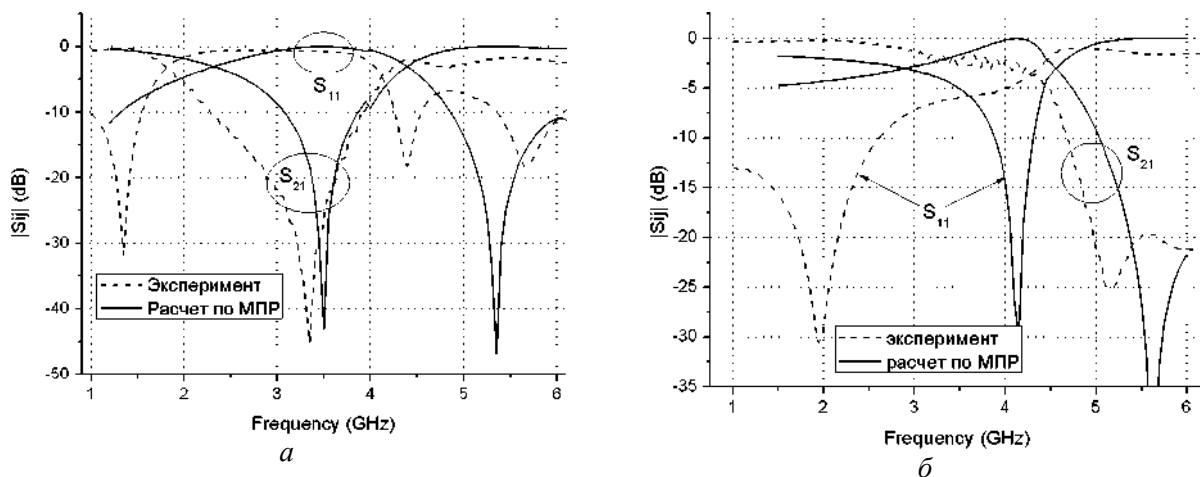 0
-10
-20
-30
-40
-50
|Sij| (dB)
S11
S21
Эксперимент
Расчет по МПР
1 2 3 4 5 6
Frequency (GHz)
а
0
-5
-10
-15
-20
-25
-30
-35
|Sij| (dB)
S21
S11
эксперимент
расчет по МПР
1 2 3 4 5 6
Frequency (GHz)
б